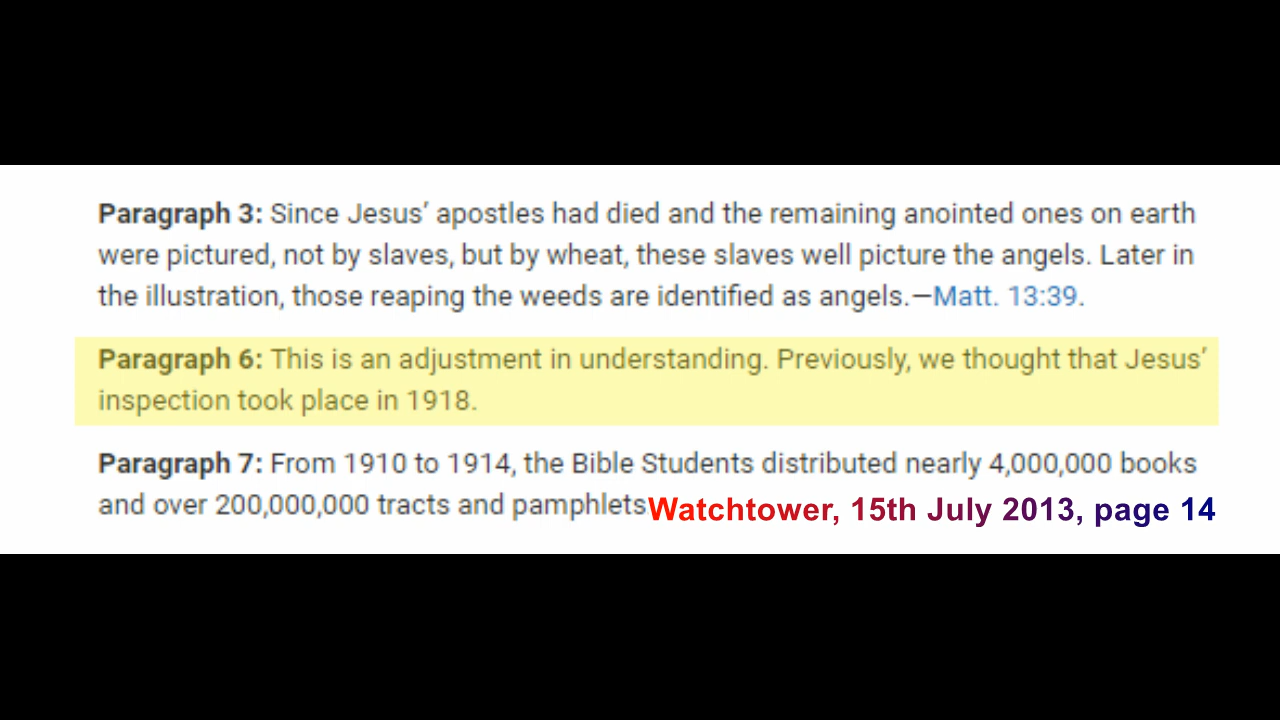 Paragraph 3: Since Jesus’ apostles had died and the remaining anointed ones on earth
were pictured, not by slaves, but by wheat, these slaves well picture the angels. Later in
the illustration, those reaping the weeds are identified as angels.—Matt. 13:39.
Paragraph 6: This is an adjustment in understanding. Previously, we thought that Jesus’
inspection took place in 1918.
Paragraph 7: From 1910 to 1914, the Bible Students distributed nearly 4,000,000 books
and over 200,000,000 tracts and pamphlets
Watchtower, 15th July 2013, page 14